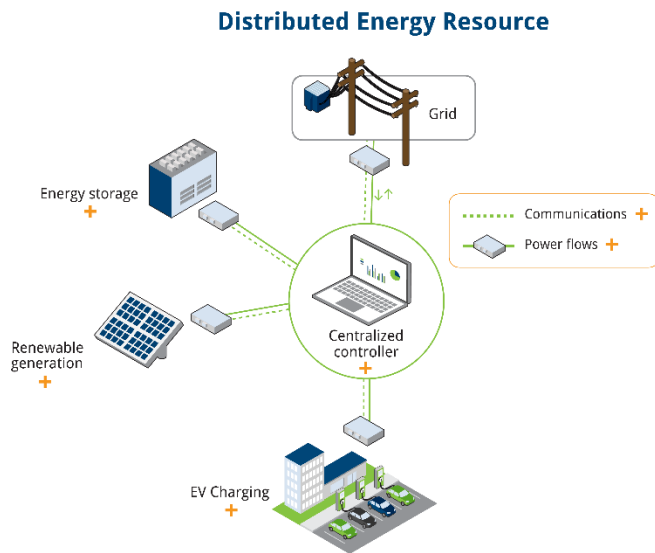 Distributed Energy Resource
Grid
Energy storage
+
Communications +
Power flows +
Centralized
controller
+
Renewable
generation
+
EV Charging
+